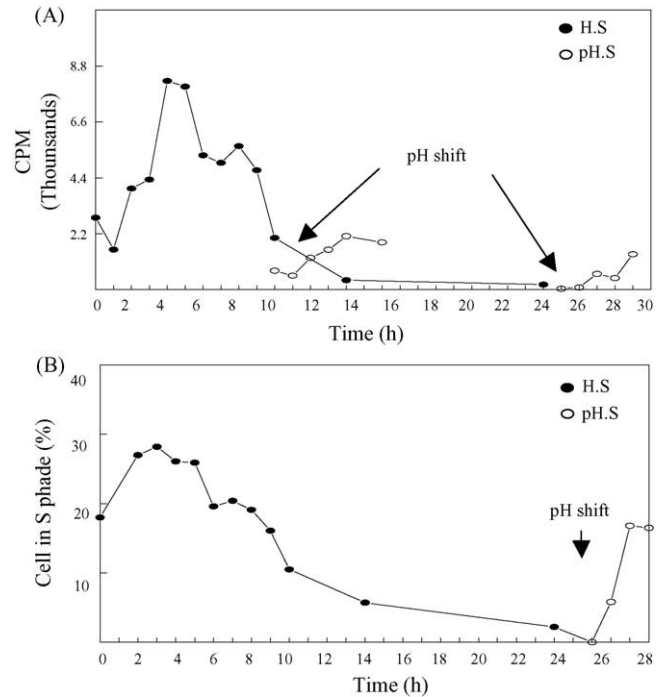 (A)
H.S
pH.S
8.8
6.6
4.4
2.2
CPM
(Thounsands)
pH shift
0 2 4 6 8 10 12 14 16 18 20 22 24 26 28 30
Time (h)
(B)
H.S
pH.S
40
30
20
10
Cell in S phade (%)
pH shift
0 2 4 6 8 10 12 14 16 18 20 22 24 26 28
Time (h)